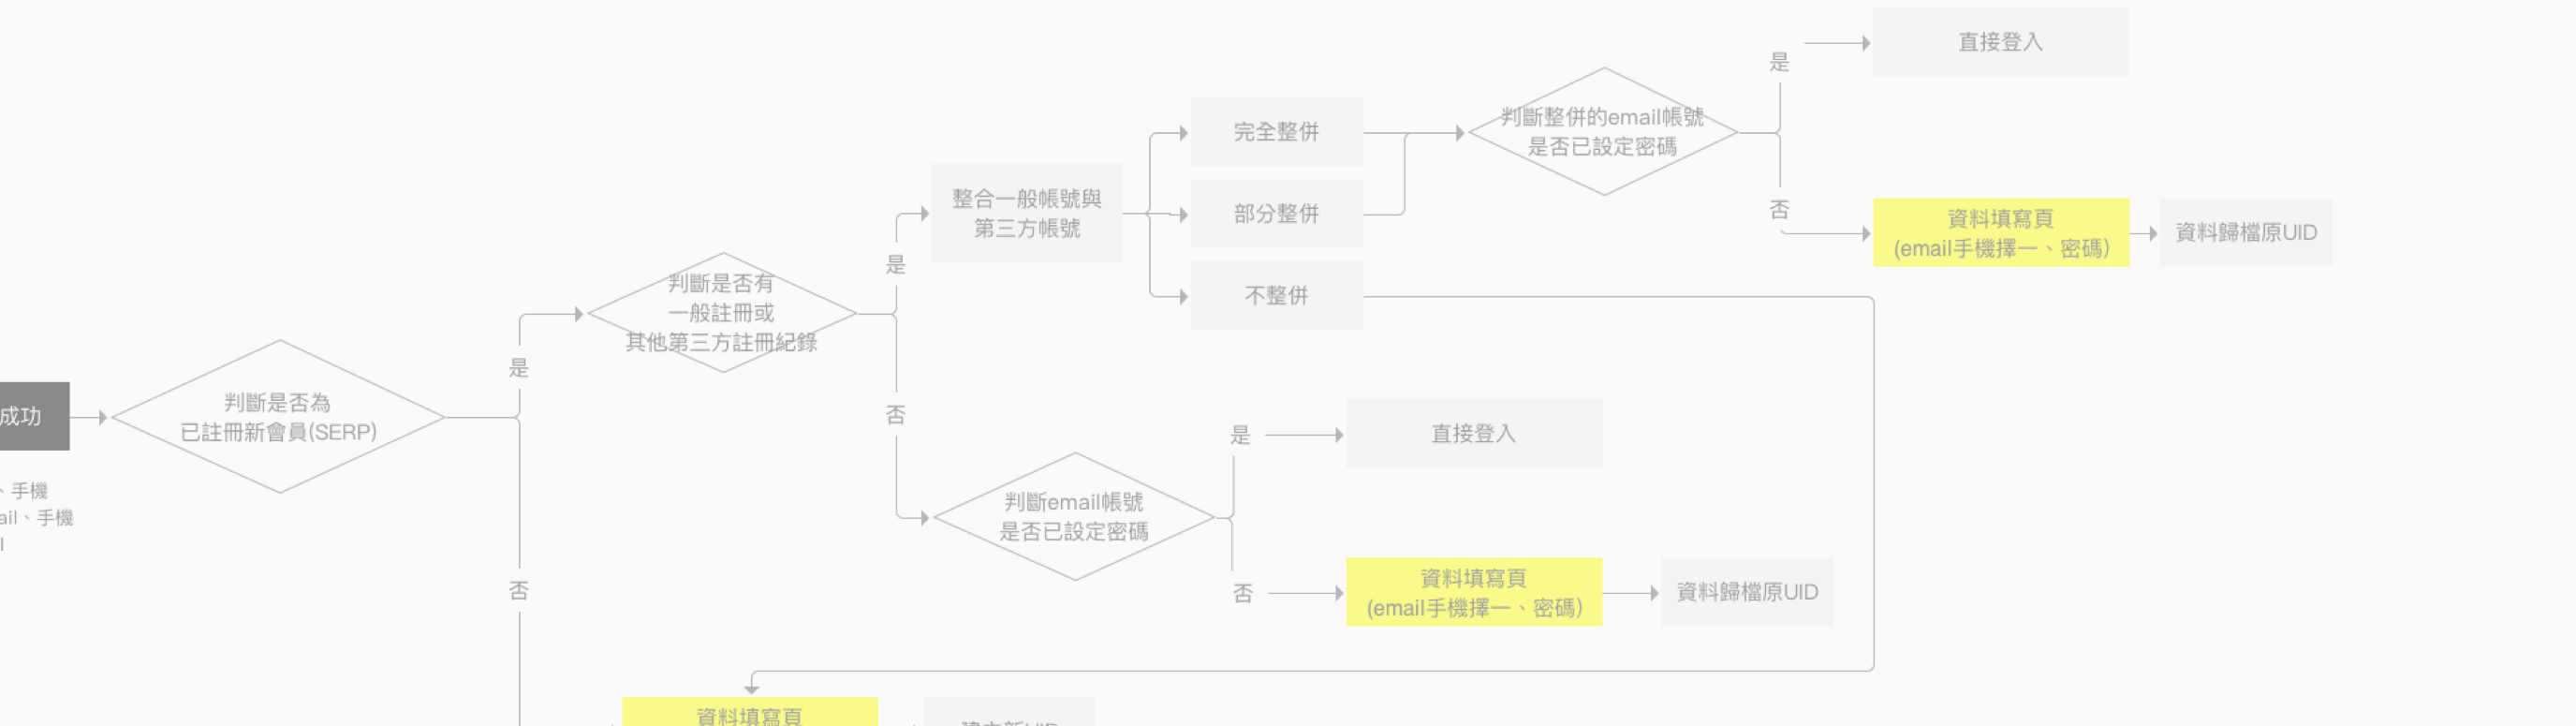 成功
、手機
ail、手機
判斷是否為
已註冊新會員(SERP)
是
否
判斷是否有
一般註冊或
其他第三方註冊紀錄
是
否
整合一般帳號與
第三方帳號
完全整併
部分整併
不整併
判斷整併的email帳號
是否已設定密碼
是
直接登入
否
資料填寫頁
(email手機擇一、密碼)
資料歸檔原UID
判斷email帳號
是否已設定密碼
是
直接登入
否
資料填寫頁
(email手機擇一、密碼)
資料歸檔原UID
資料填寫頁
建立新UID